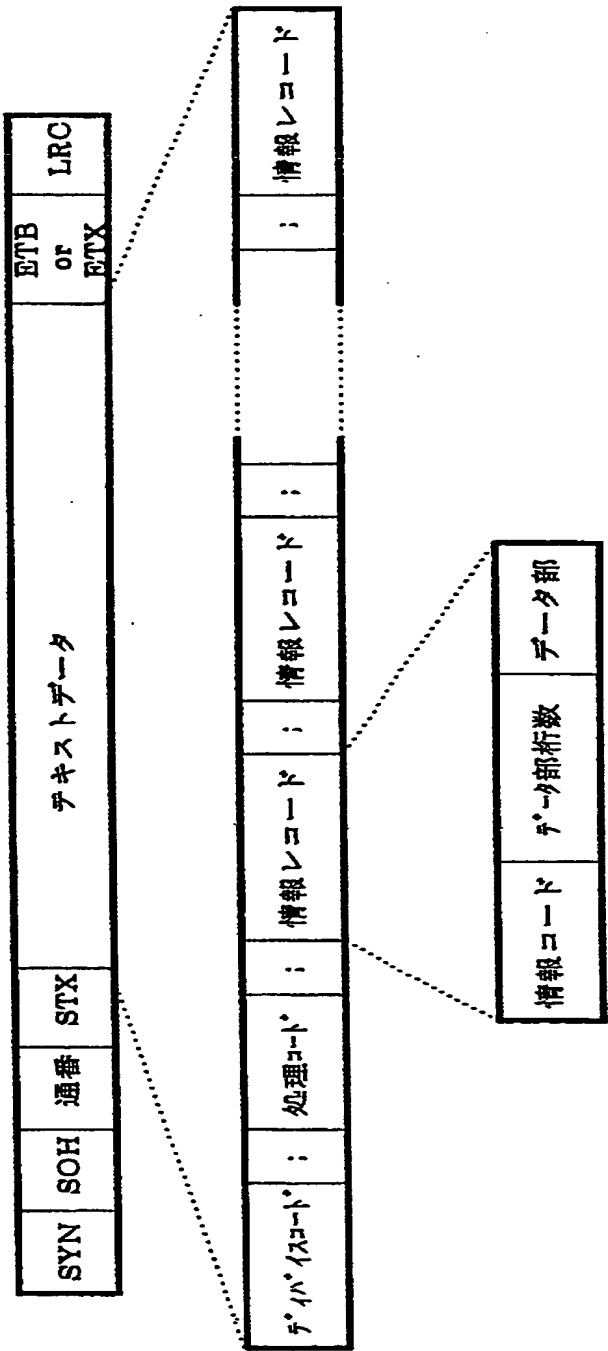 SYN
SOH
通番
STX
テキストデータ
ETB
or
ETX
LRC
ﾃﾞｨﾊﾞｲｽｺｰﾄﾞ
;
処理ｺｰﾄﾞ
;
情報レコード
;
情報レコード
;
;
情報レコード
情報コード
ﾃﾞｰﾀ部桁数
データ部